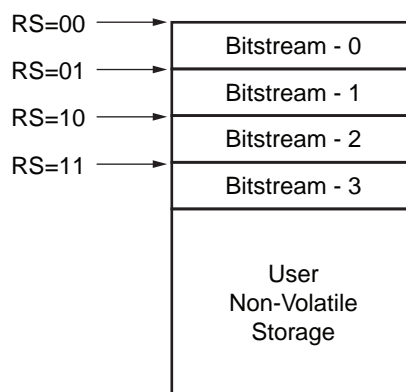 RS=00
Bitstream - 0
RS=01
Bitstream - 1
RS=10
Bitstream - 2
RS=11
Bitstream - 3
User
Non-Volatile
Storage